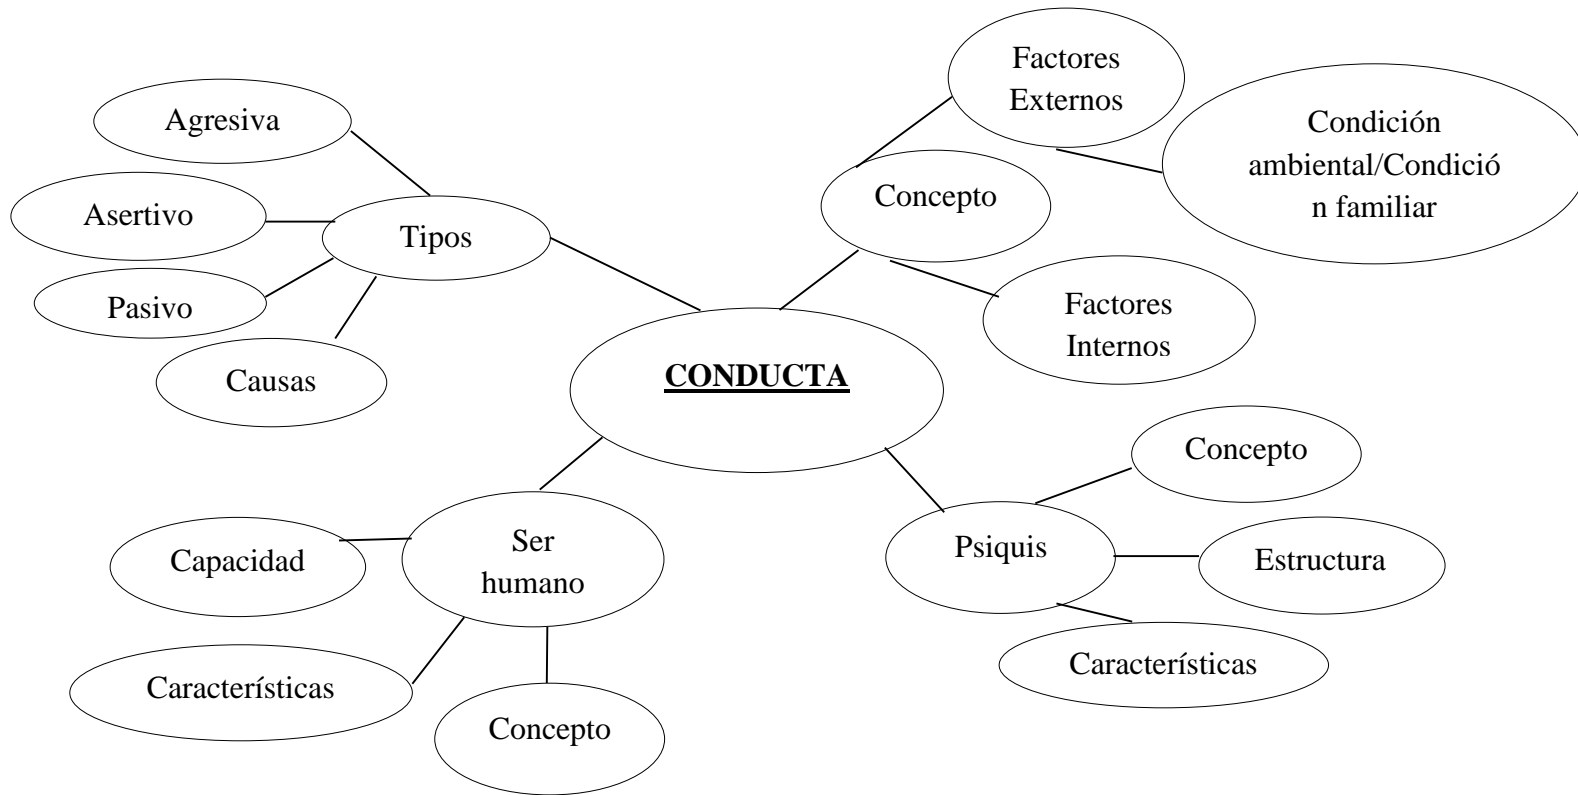 Factores
Externos
Condición
ambiental/Condició
n familiar
Agresiva
Concepto
Asertivo
Tipos
Pasivo
Factores
Internos
Causas
CONDUCTA
Concepto
Psiquis
Estructura
Ser
humano
Capacidad
Características
Características
Concepto